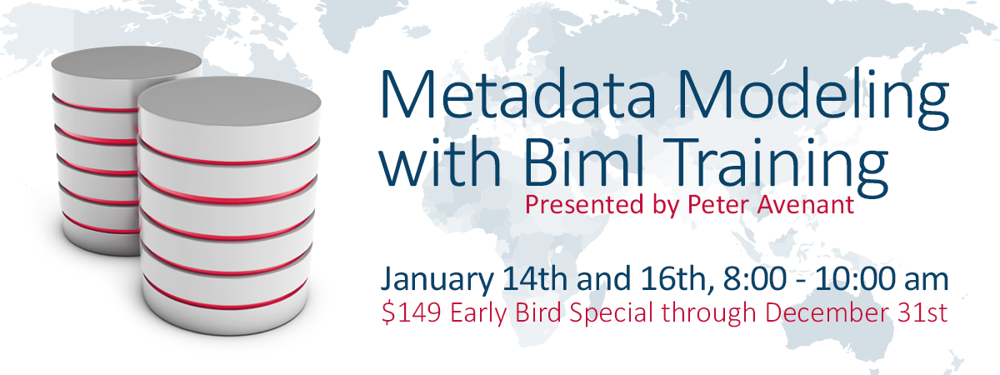 Metadata Modeling
with Biml Training
Presented by Peter Avenant
January 14th and 16th, 8:00 - 10:00 am
$149 Early Bird Special through December 31st